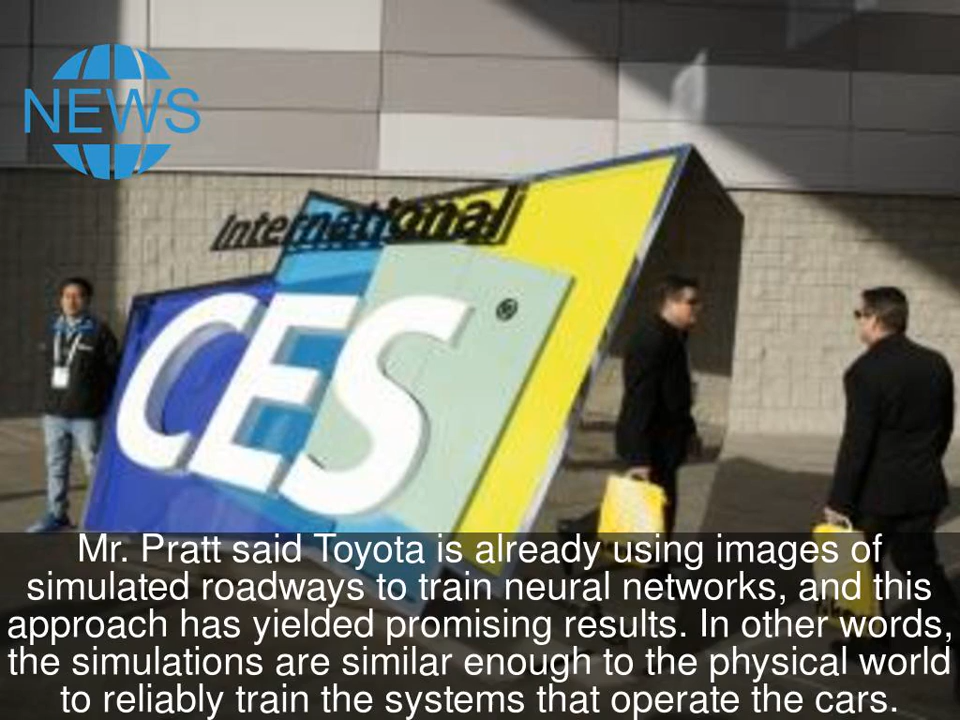 NEWS
International
CES®
Mr. Pratt said Toyota is already using images of
simulated roadways to train neural networks, and this
approach has yielded promising results. In other words,
the simulations are similar enough to the physical world
to reliably train the systems that operate the cars.